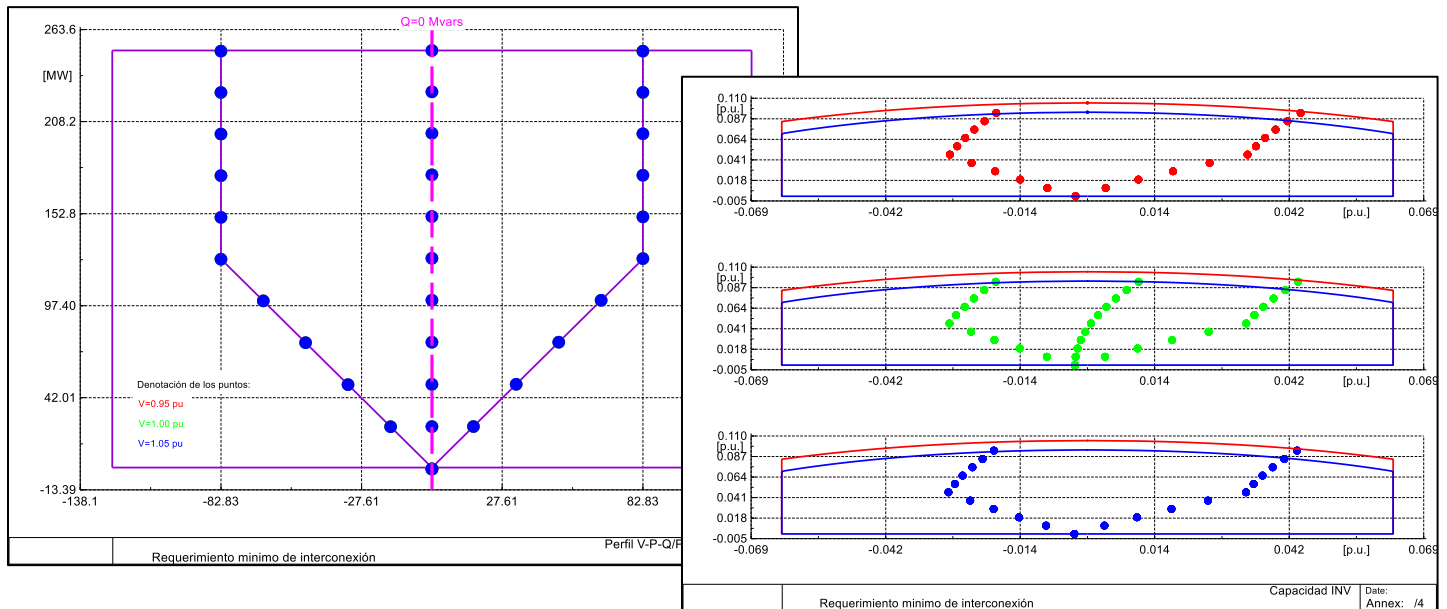 Q=0 Mvars
263.6
[MW]
208.2
152.8
97.40
42.01
-13.39
-138.1
-82.83
-27.61
27.61
82.83
Denotación de los puntos:
V=0.95 pu
V=1.00 pu
V=1.05 pu
Perfil V-P-Q/P
Requerimiento minimo de interconexión
0.110
[p.u.]
0.087
0.064
0.041
0.018
-0.005
-0.069
-0.042
-0.014
0.014
0.042
[p.u.]
0.069
0.110
[p.u.]
0.087
0.064
0.041
0.018
-0.005
-0.069
-0.042
-0.014
0.014
0.042
[p.u.]
0.069
0.110
[p.u.]
0.087
0.064
0.041
0.018
-0.005
-0.069
-0.042
-0.014
0.014
0.042
[p.u.]
0.069
Capacidad INV
Date:
Requerimiento minimo de interconexión
Annex: /4